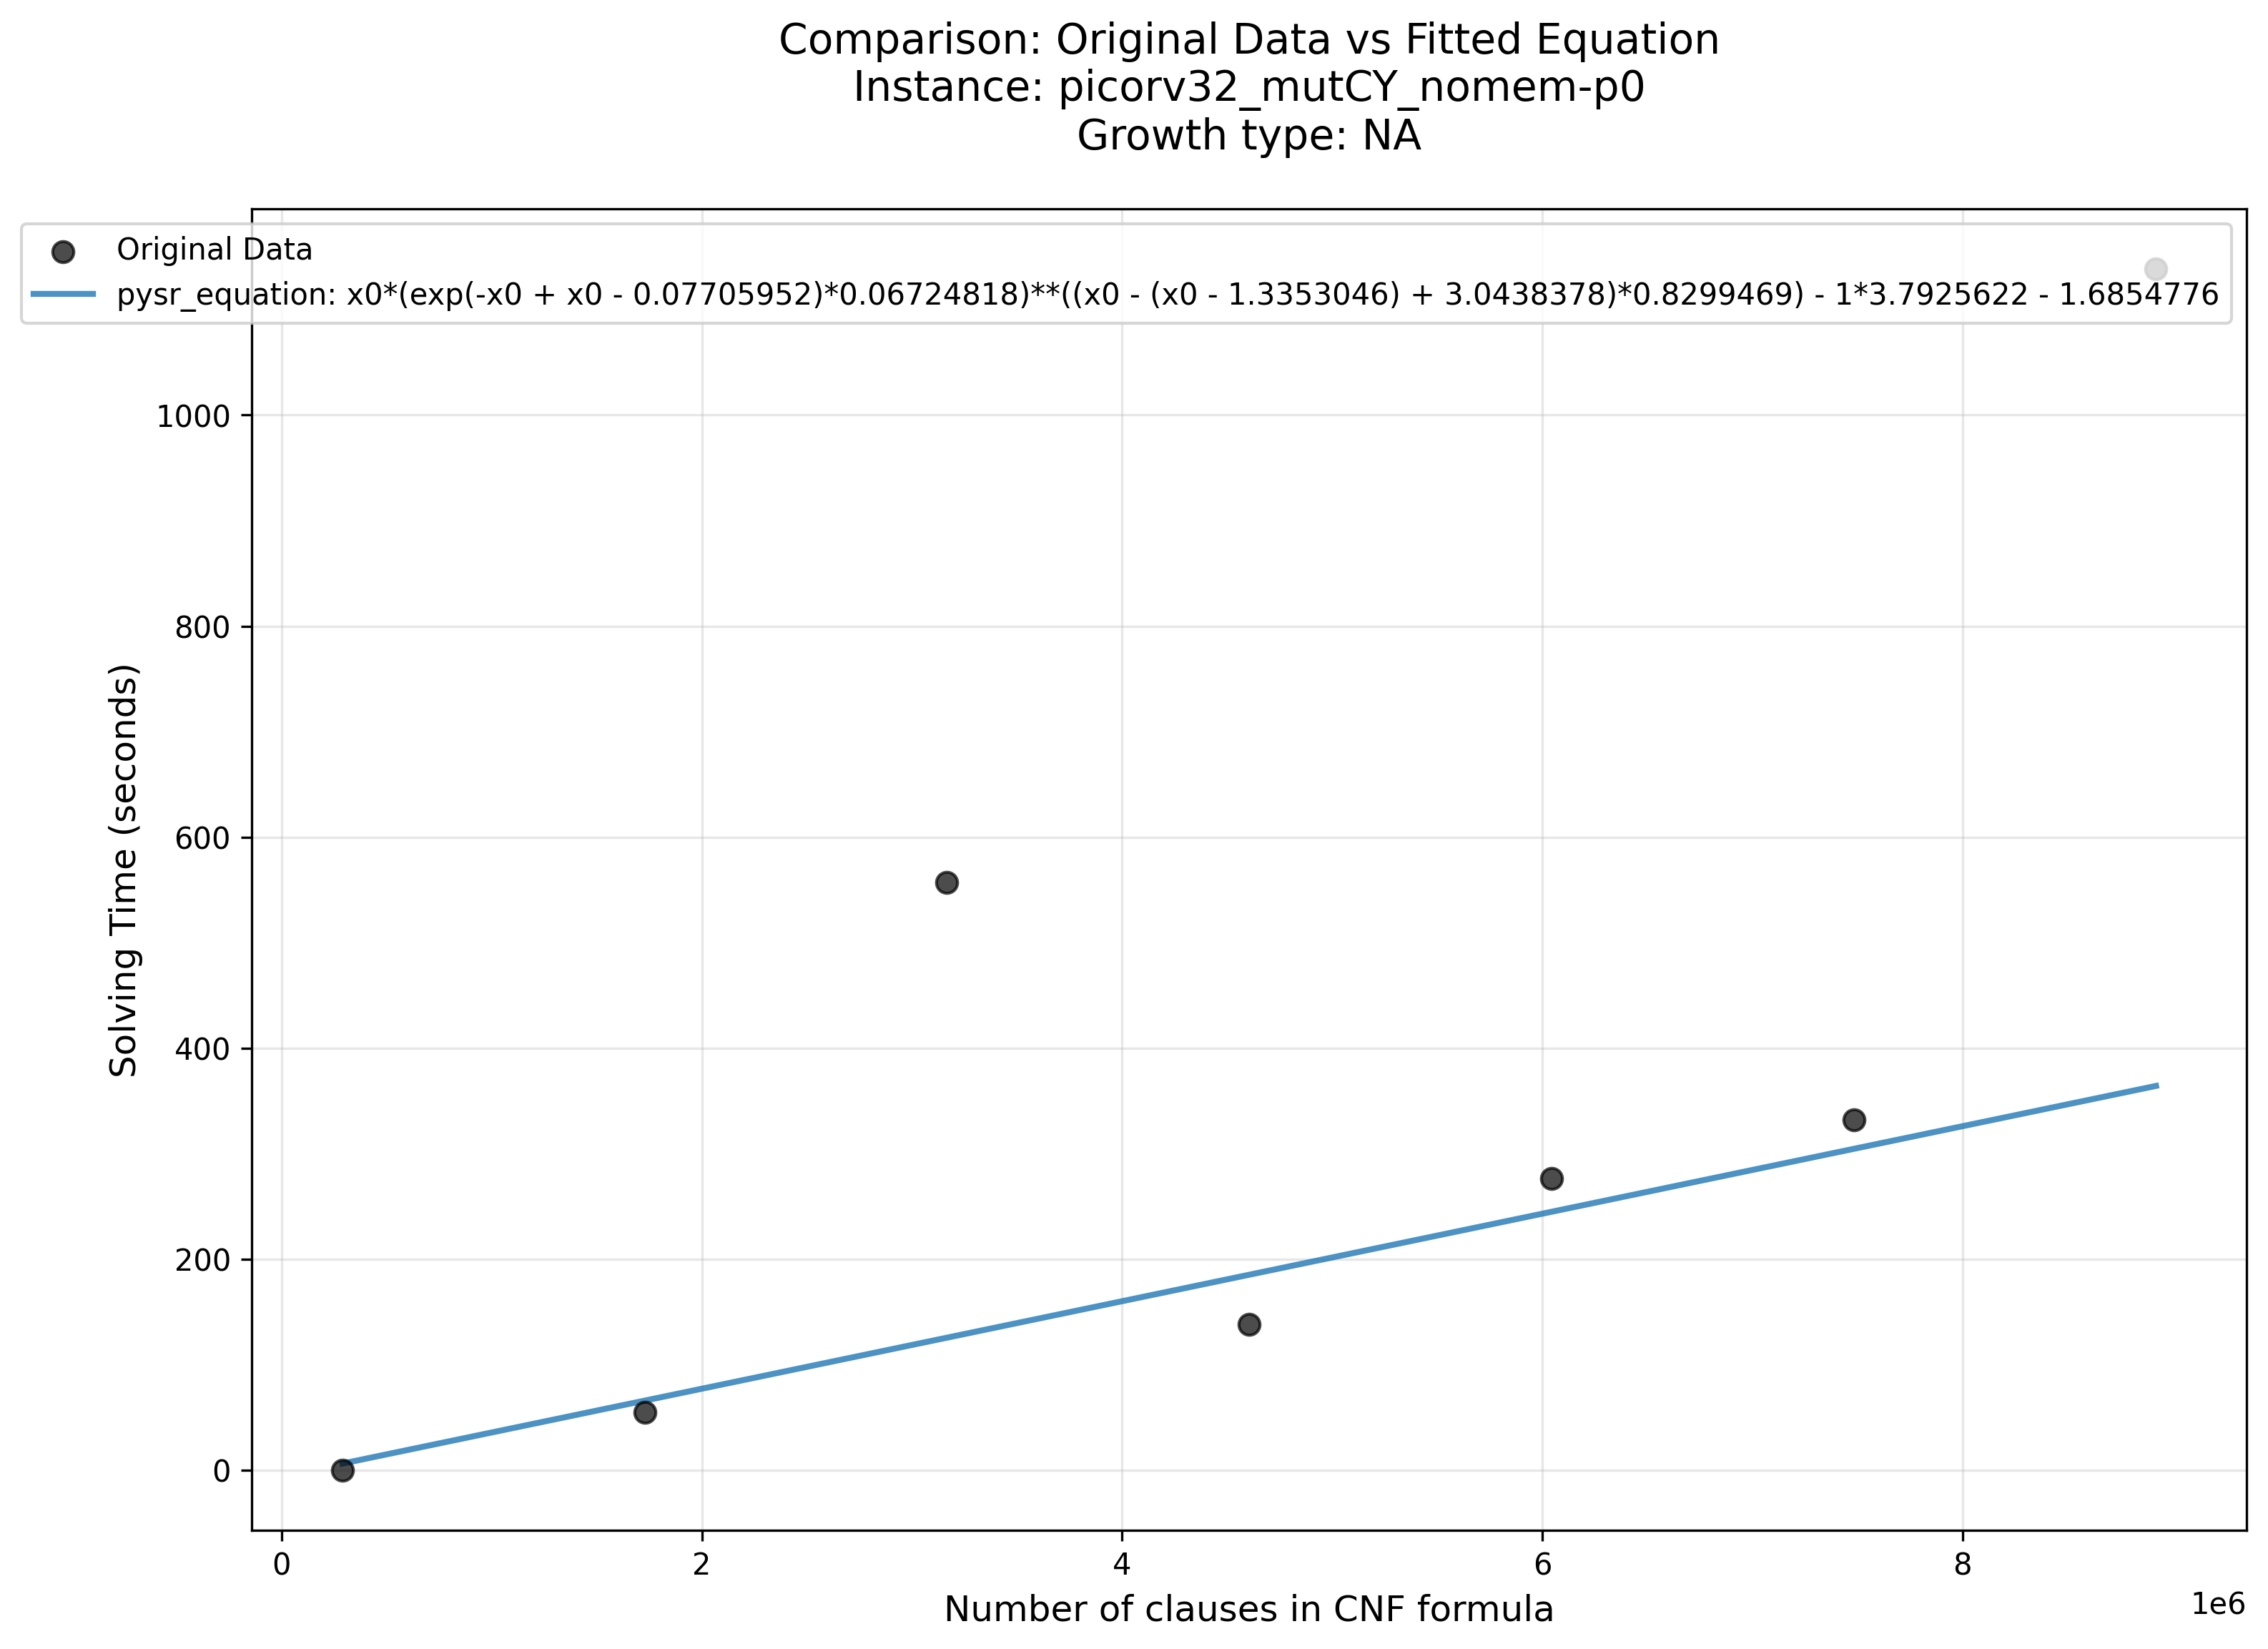 Comparison: Original Data vs Fitted Equation
Instance: picorv32_mutCY_nomem-p0
Growth type: NA
Original Data
pysr_equation: x0*(exp(-x0 + x0 - 0.07705952)*0.06724818)**((x0 - (x0 - 1.3353046) + 3.0438378)*0.8299469) - 1*3.7925622 - 1.6854776
1000
800
600
400
200
0
Solving Time (seconds)
0 2 4 6 8
1e6
Number of clauses in CNF formula